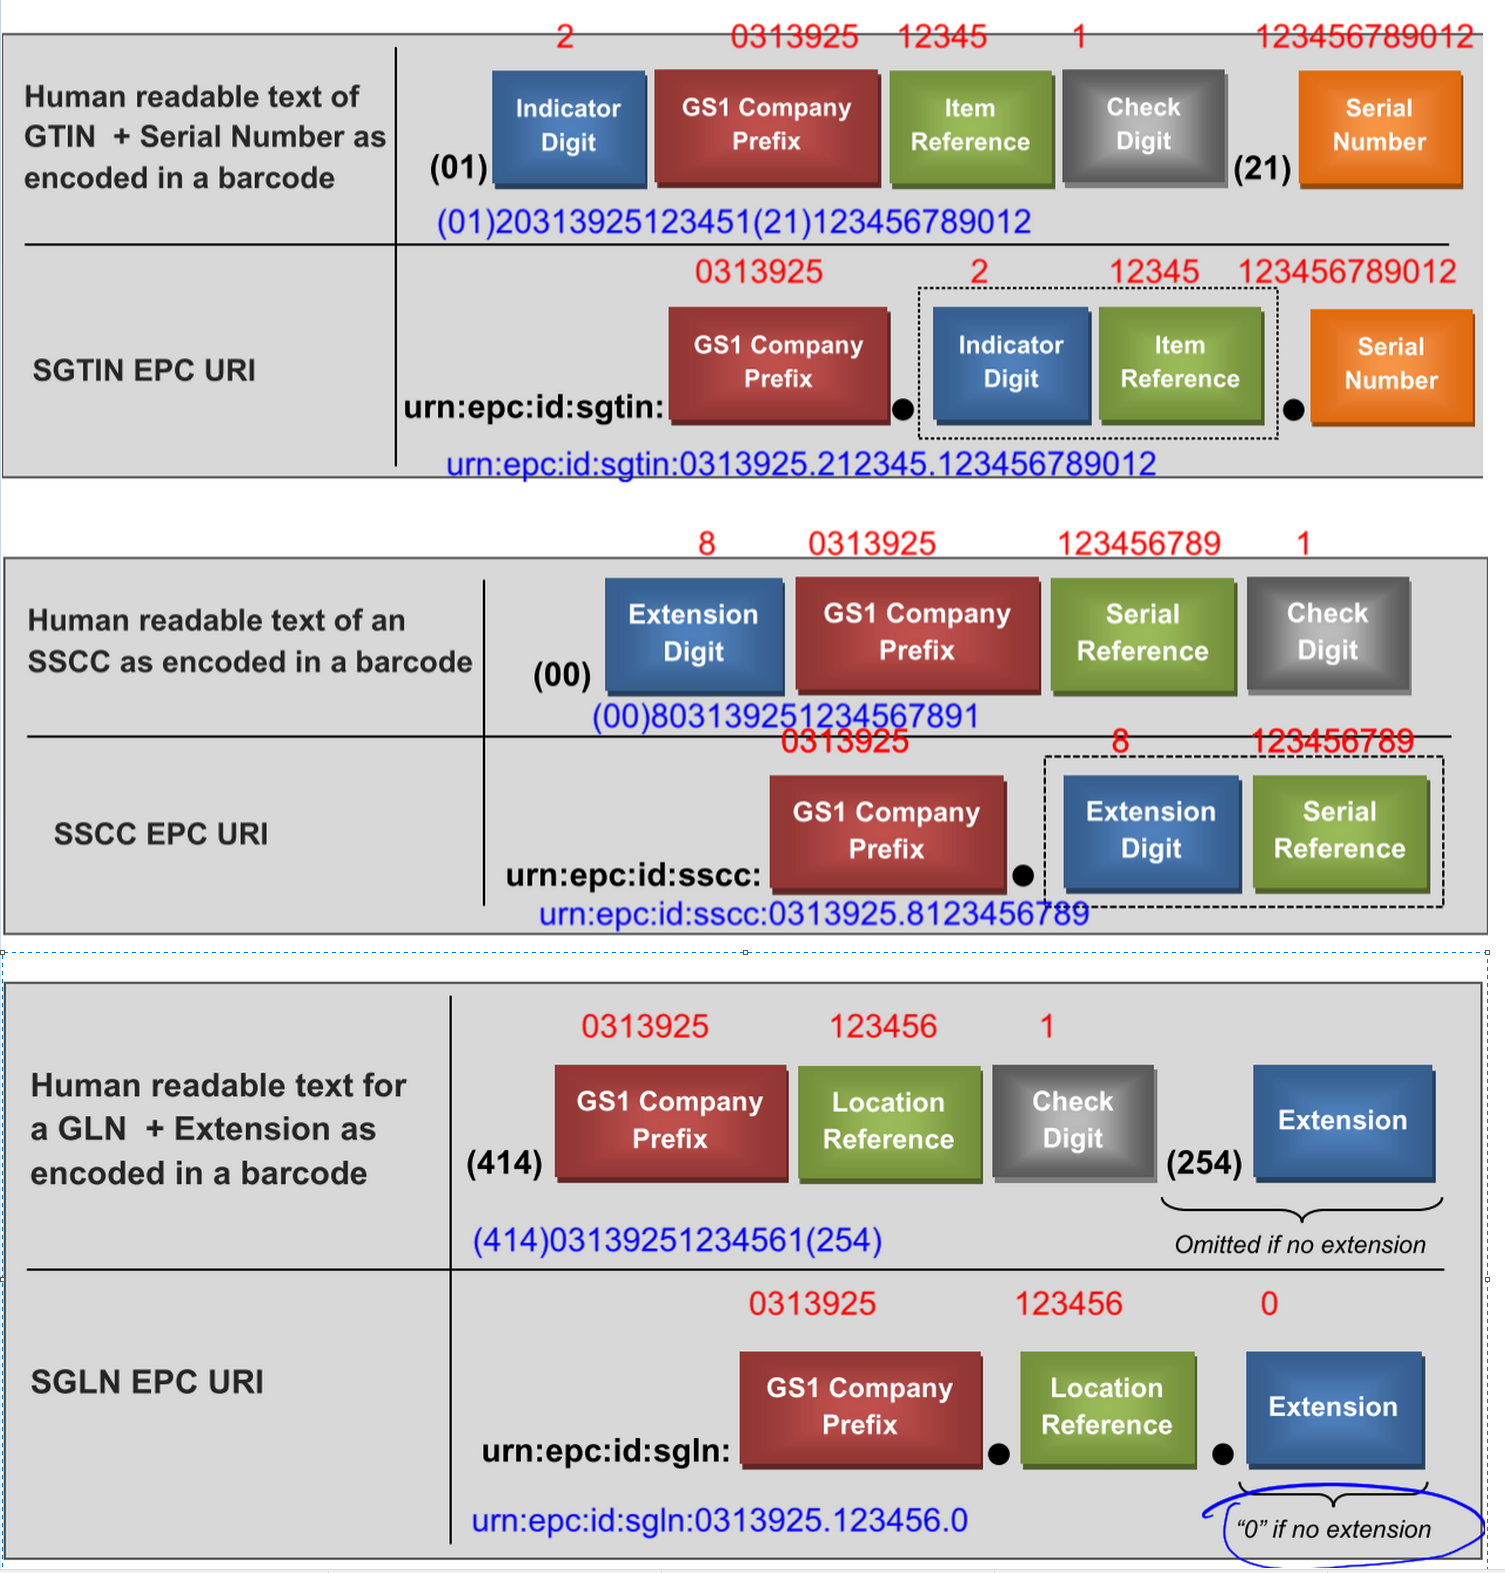 2 0313925 12345 1 123456789012
Human readable text of
GTIN + Serial Number as
encoded in a barcode
(01)
Indicator
Digit
GS1 Company
Prefix
Item
Reference
Check
Digit
(21)
Serial
Number
(01)20313925123451(21)123456789012
0313925 2 12345 123456789012
SGTIN EPC URI
urn:epc:id:sgtin:
GS1 Company
Prefix
Indicator
Digit
Item
Reference
Serial
Number
urn:epc:id:sgtin:0313925.212345.123456789012
8 0313925 123456789 1
Human readable text of an
SSCC as encoded in a barcode
(00)
Extension
Digit
GS1 Company
Prefix
Serial
Reference
Check
Digit
(00)803139251234567891
0313925 8 123456789
SSCC EPC URI
urn:epc:id:sscc:
GS1 Company
Prefix
Extension
Digit
Serial
Reference
urn:epc:id:sscc:0313925.8123456789
0313925 123456 1
Human readable text for
a GLN + Extension as
encoded in a barcode
(414)
GS1 Company
Prefix
Location
Reference
Check
Digit
(254)
Extension
(414)03139251234561(254)
Omitted if no extension
0313925 123456 0
SGLN EPC URI
urn:epc:id:sgln:
GS1 Company
Prefix
Location
Reference
Extension
urn:epc:id:sgln:0313925.123456.0
“0” if no extension